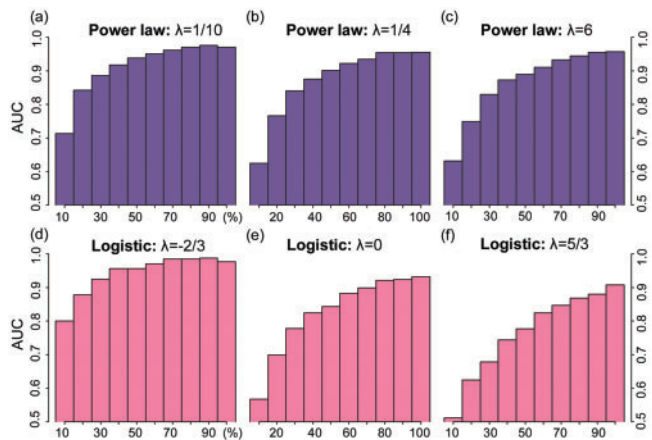 (a) Power law: λ=1/10
(b) Power law: λ=1/4
(c) Power law: λ=6
AUC
1.0
0.9
0.8
0.7
0.6
0.5
10 30 50 70 90 (%)
20 40 60 80 100
10 30 50 70 90
1.0
0.9
0.8
0.7
0.6
0.5
(d) Logistic: λ=-2/3
(e) Logistic: λ=0
(f) Logistic: λ=5/3
AUC
1.0
0.9
0.8
0.7
0.6
0.5
10 30 50 70 90 (%)
20 40 60 80 100
10 30 50 70 90
1.0
0.9
0.8
0.7
0.6
0.5